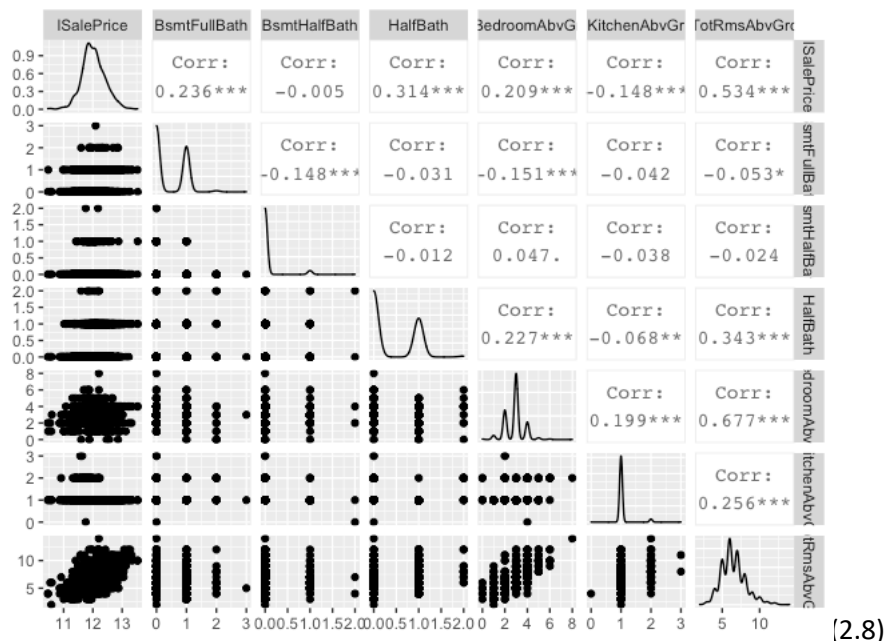 lSalePrice BsmtFullBath BsmtHalfBath HalfBath BedroomAbvG KitchenAbvGr TotRmsAbvGrd
0.9
0.6
0.3
0.0
Corr: Corr: Corr: Corr: Corr: Corr:
0.236*** -0.005 0.314*** 0.209*** -0.148*** 0.534***
lSalePrice
3
2
1
0
Corr: Corr: Corr: Corr: Corr:
-0.148*** -0.031 -0.151*** -0.042 -0.053*
smtFullBat
2.0
1.5
1.0
0.5
0.0
Corr: Corr: Corr: Corr:
-0.012 0.047. -0.038 -0.024
smtHalfBa
2.0
1.5
1.0
0.5
0.0
Corr: Corr: Corr:
0.227*** -0.068** 0.343***
HalfBath
8
6
4
2
0
Corr: Corr:
0.199*** 0.677***
droomAbv
3
2
1
0
Corr:
0.256***
itchenAbvG
10
5
tRmsAbvG
11 12 13 0 1 2 3 0.00.51.01.52.0 0.00.51.01.52.0 0 2 4 6 8 0 1 2 3 5 10
(2.8)